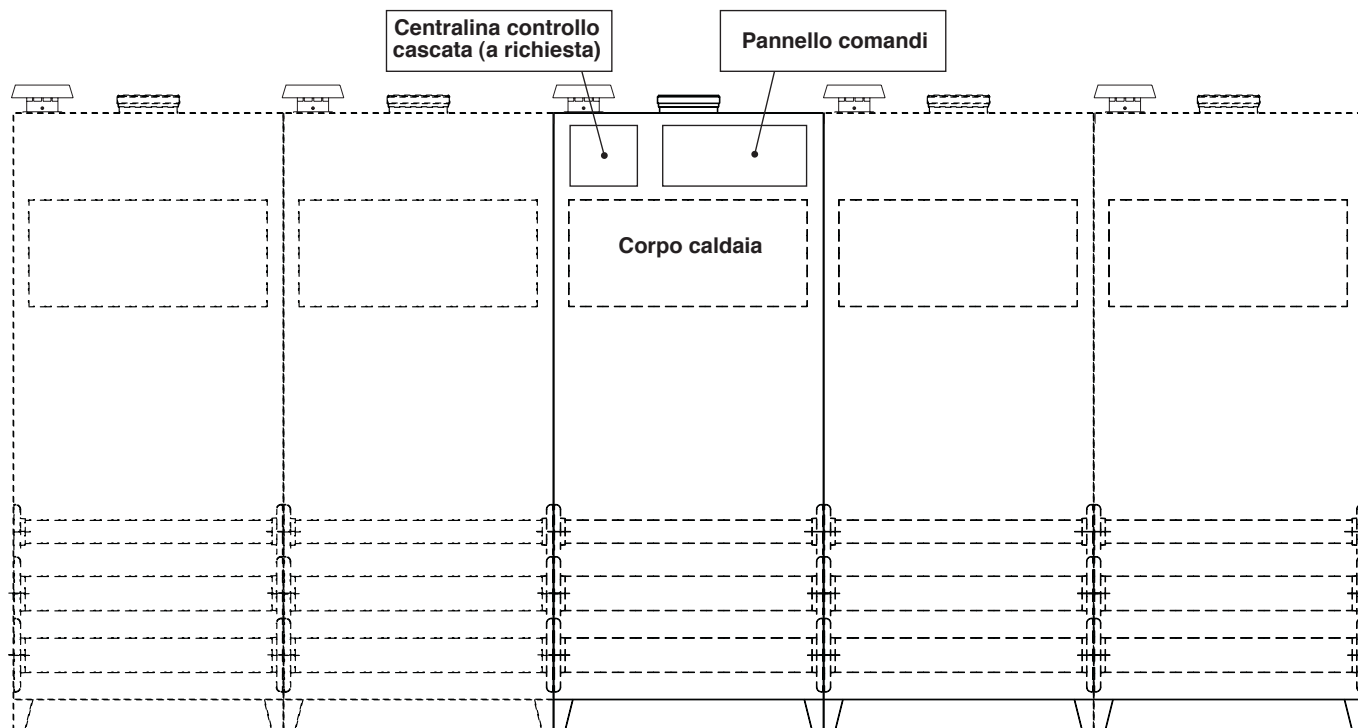 Centralina controllo
cascata (a richiesta)
Pannello comandi
Corpo caldaia